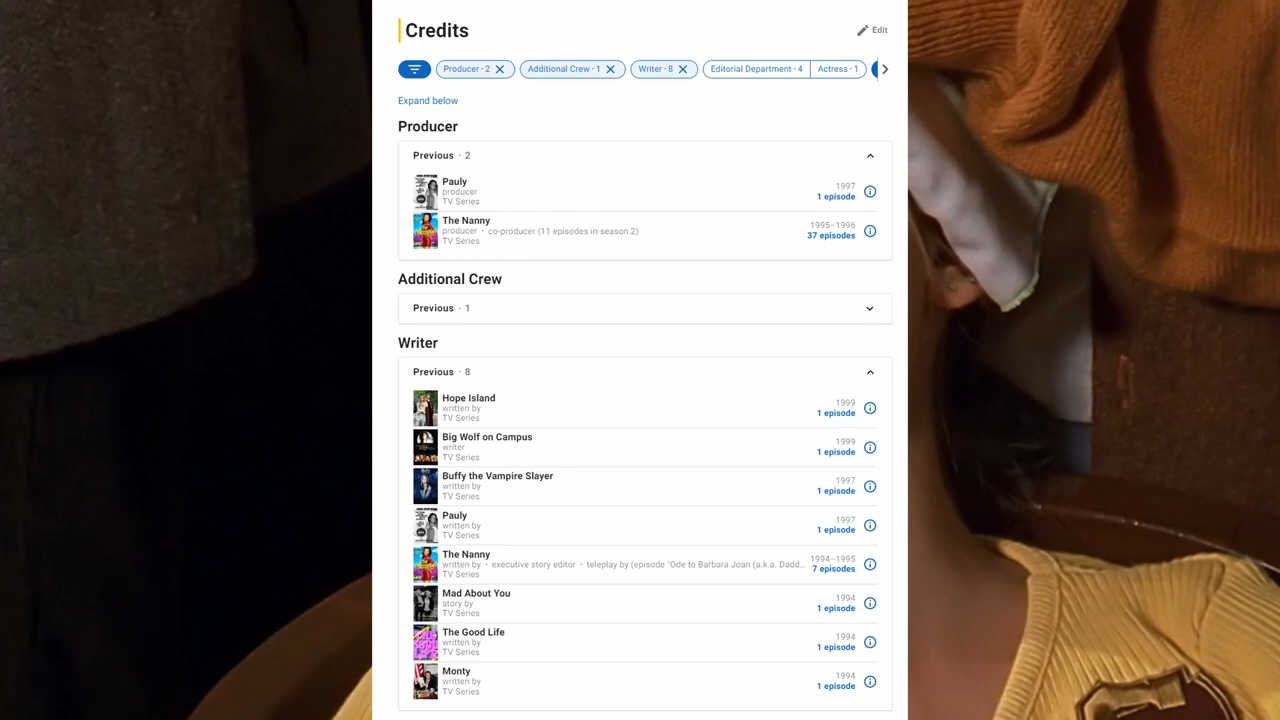 Credits
Edit
Producer · 2
Additional Crew · 1
Writer · 8
Editorial Department · 4
Actress · 1
Expand below
Producer
Previous · 2
Pauly
producer
TV Series
1997
1 episode
The Nanny
producer · co-producer (11 episodes in season 2)
TV Series
1995–1996
37 episodes
Additional Crew
Previous · 1
Writer
Previous · 8
Hope Island
written by
TV Series
1999
1 episode
Big Wolf on Campus
writer
TV Series
1999
1 episode
Buffy the Vampire Slayer
written by
TV Series
1997
1 episode
Pauly
written by
TV Series
1997
1 episode
The Nanny
written by · executive story editor · teleplay by (episode "Ode to Barbara Joan (a.k.a. Dadd...
TV Series
1994–1995
7 episodes
Mad About You
story by
TV Series
1994
1 episode
The Good Life
written by
TV Series
1994
1 episode
Monty
written by
TV Series
1994
1 episode